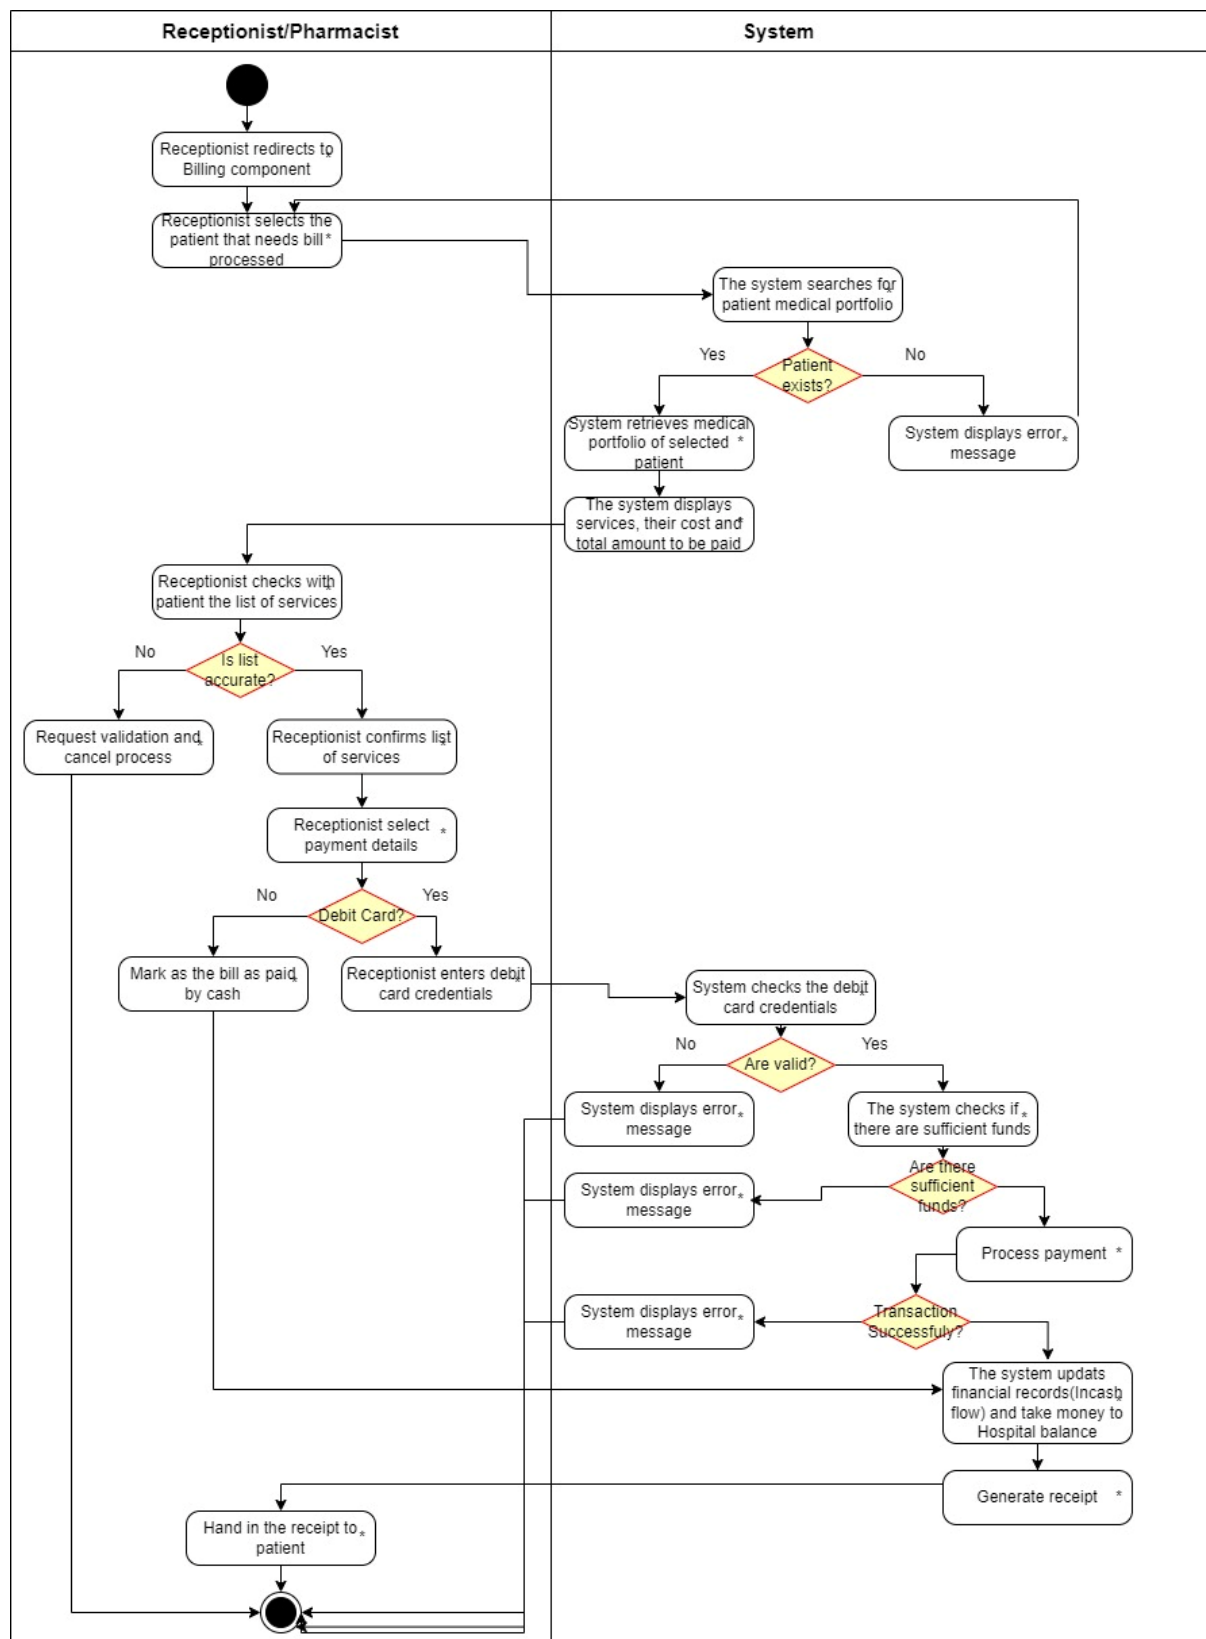 Receptionist/Pharmacist
System
Receptionist redirects to
Billing component
Receptionist selects the
patient that needs bill
processed
The system searches for
patient medical portfolio
Yes
No
Patient
exists?
System retrieves medical
portfolio of selected
patient
System displays error
message
The system displays
services, their cost and
total amount to be paid
Receptionist checks with
patient the list of services
No
Yes
Is list
accurate?
Request validation and
cancel process
Receptionist confirms list
of services
Receptionist select
payment details
No
Yes
Debit Card?
Mark as the bill as paid
by cash
Receptionist enters debit
card credentials
System checks the debit
card credentials
No
Yes
Are valid?
System displays error
message
The system checks if
there are sufficient funds
Are there
sufficient
funds?
System displays error
message
Process payment
System displays error
message
Transaction
Successfuly?
The system updats
financial records(Incash
flow) and take money to
Hospital balance
Generate receipt
Hand in the receipt to
patient